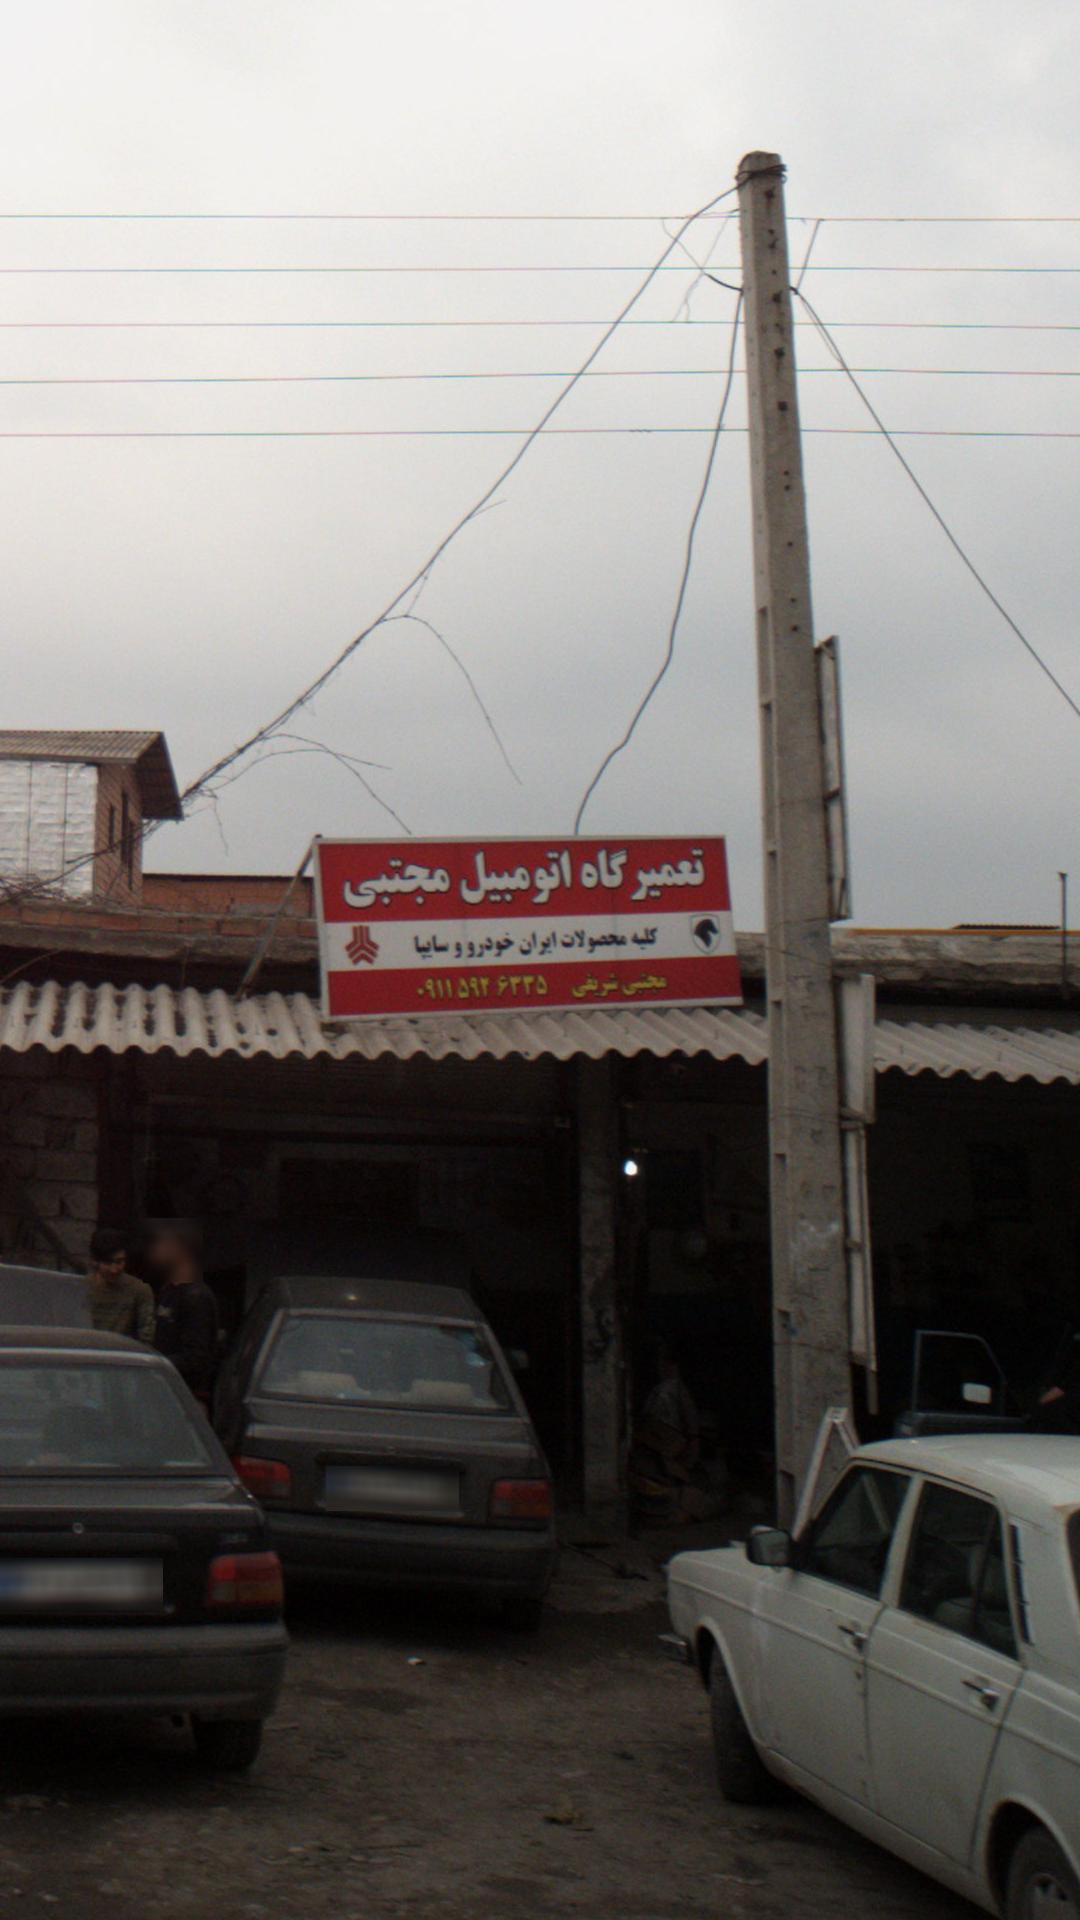 تعمیرگاه اتومبیل مجتبی
کلیه محصولات ایران خودرو و سایپا
مجتبی شریفی ۰۹۱۱ ۵۹۲ ۶۳۳۵